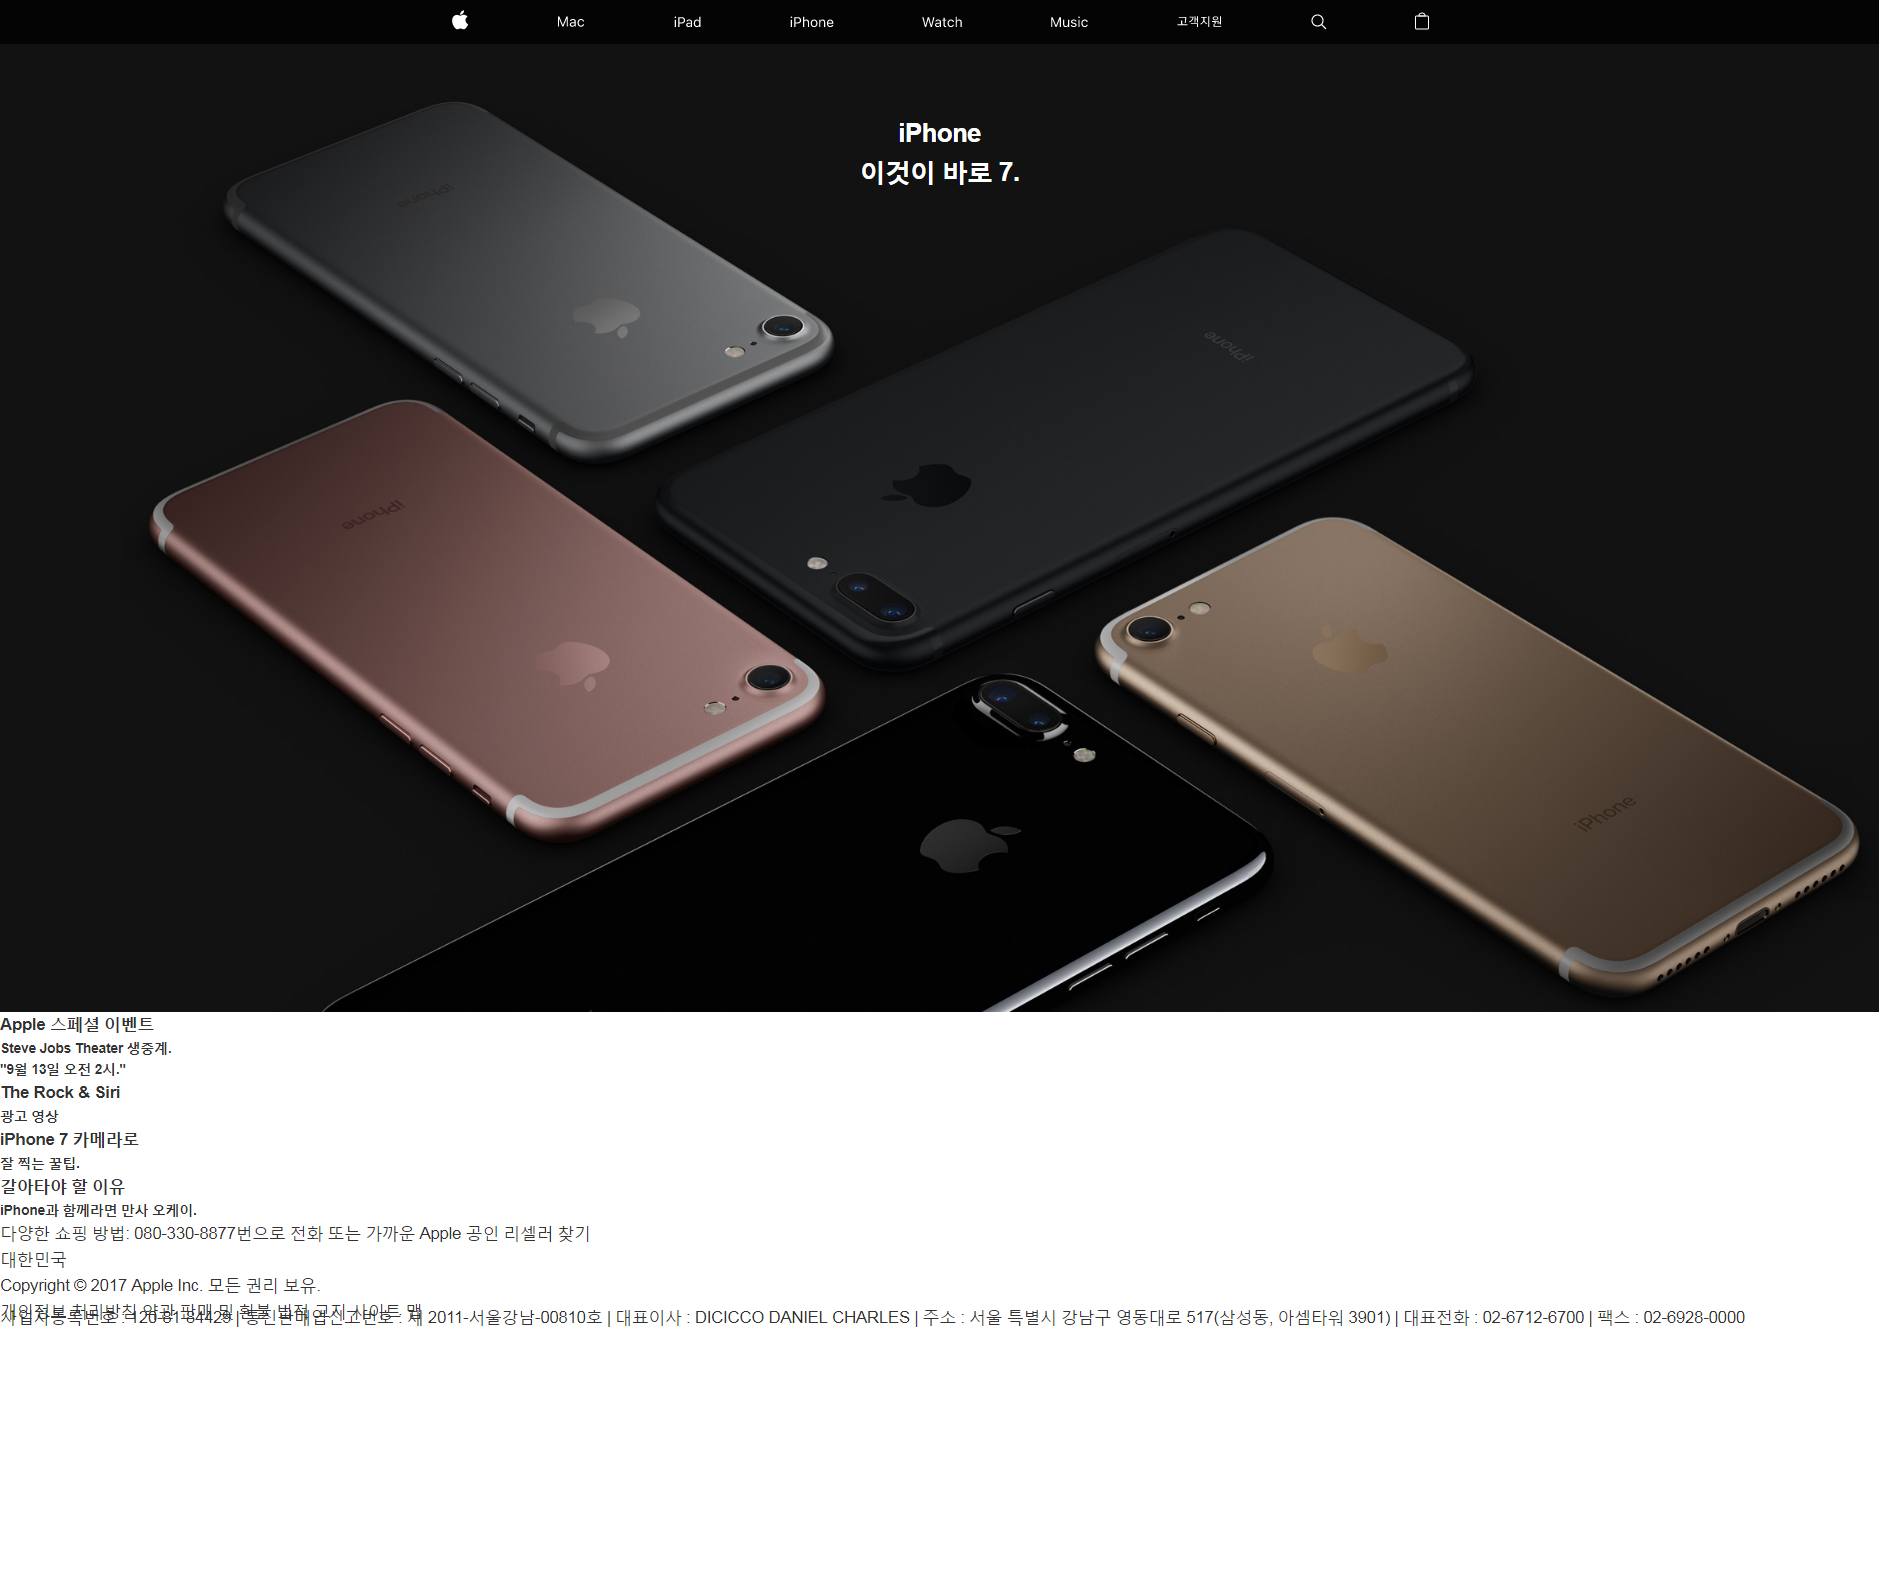 Mac iPad iPhone Watch Music 고객지원
iPhone
이것이 바로 7.
iPhone
iPhone
iPhone
iPhone
Apple 스페셜 이벤트
Steve Jobs Theater 생중계.
"9월 13일 오전 2시."
The Rock & Siri
광고 영상
iPhone 7 카메라로
잘 찍는 꿀팁.
갈아타야 할 이유
iPhone과 함께라면 만사 오케이.
다양한 쇼핑 방법: 080-330-8877번으로 전화 또는 가까운 Apple 공인 리셀러 찾기
대한민국
Copyright © 2017 Apple Inc. 모든 권리 보유.
개인정보 처리방침 약관 판매 및 환불 법적 고지 사이트 맵
사업자등록번호 : 120-81-84429 | 통신판매업신고번호 : 제 2011-서울강남-00810호 | 대표이사 : DICICCO DANIEL CHARLES | 주소 : 서울 특별시 강남구 영동대로 517(삼성동, 아셈타워 3901) | 대표전화 : 02-6712-6700 | 팩스 : 02-6928-0000